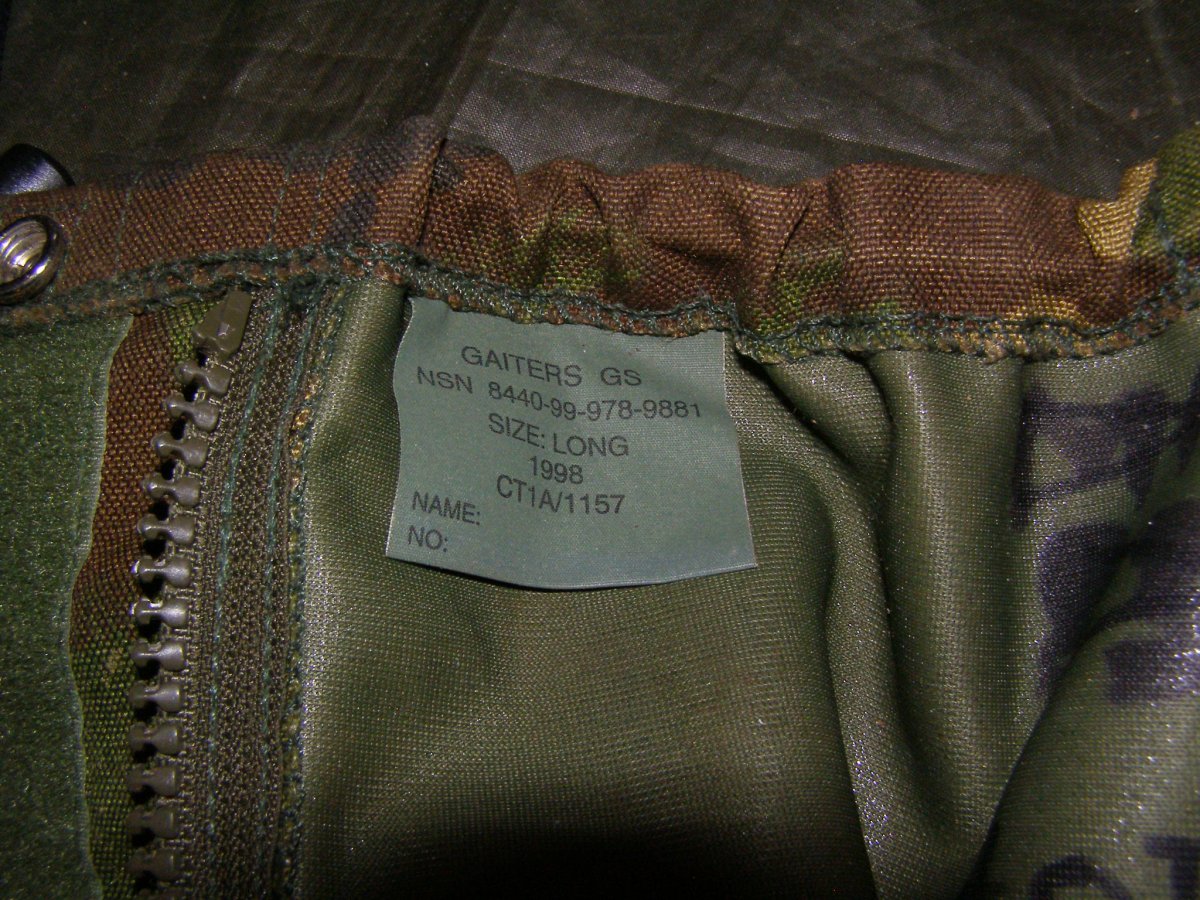 GAITERS GS
NSN 8440-99-978-9881
SIZE: LONG
1998
CT1A/1157
NAME:
NO: